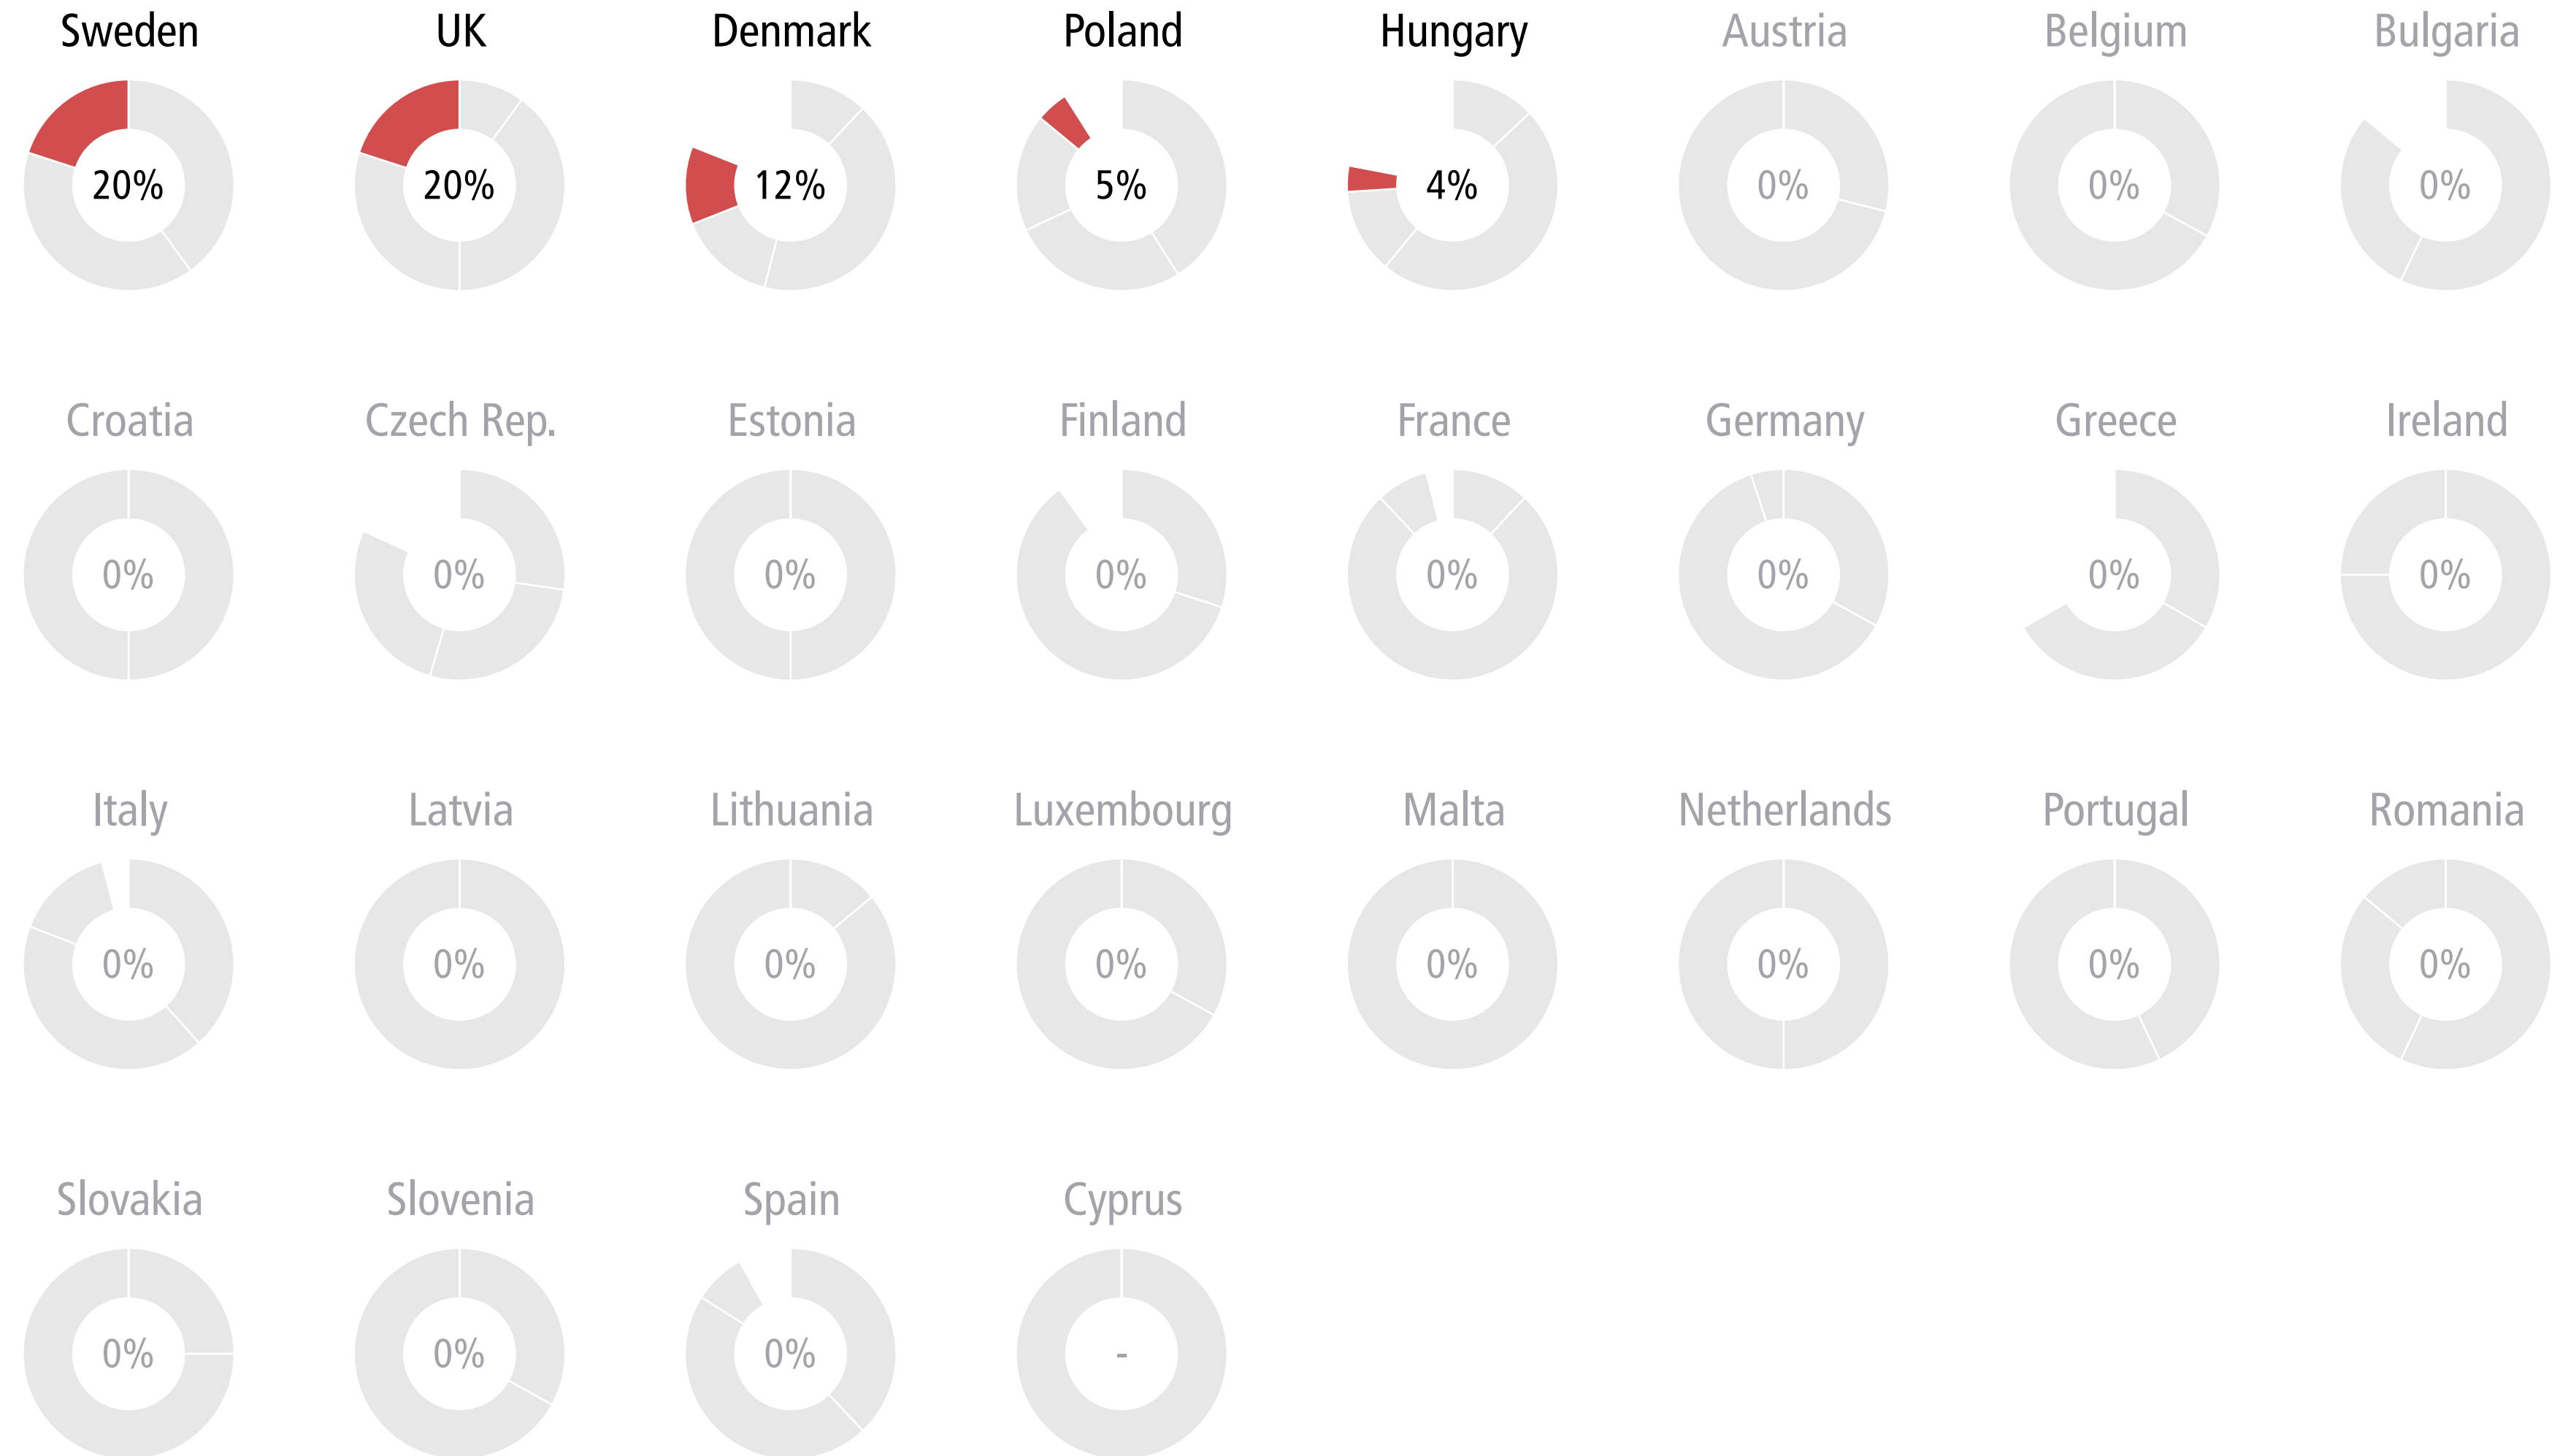 Sweden UK Denmark Poland Hungary Austria Belgium Bulgaria
20% 20% 12% 5% 4% 0% 0% 0%
Croatia Czech Rep. Estonia Finland France Germany Greece Ireland
0% 0% 0% 0% 0% 0% 0% 0%
Italy Latvia Lithuania Luxembourg Malta Netherlands Portugal Romania
0% 0% 0% 0% 0% 0% 0% 0%
Slovakia Slovenia Spain Cyprus
0% 0% 0% -